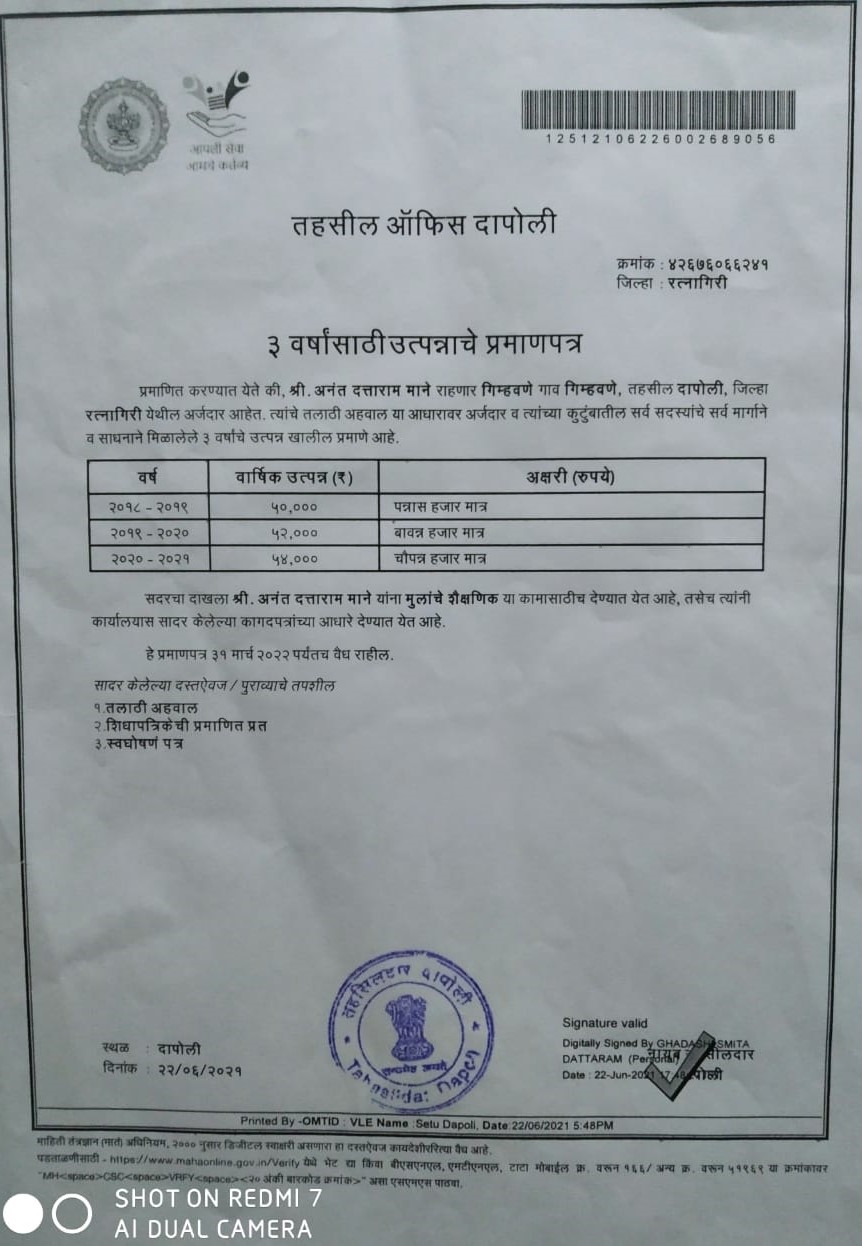 आपली सेवा
आमचे कर्तव्य
12512106226002689056
तहसील ऑफिस दापोली
क्रमांक : ४२६७६०६६२४१
जिल्हा : रत्नागिरी
३ वर्षांसाठी उत्पन्नाचे प्रमाणपत्र
प्रमाणित करण्यात येते की, श्री. अनंत दत्ताराम माने राहणार गिम्हवणे गाव गिम्हवणे, तहसील दापोली, जिल्हा
रत्नागिरी येथील अर्जदार आहेत. त्यांचे तलाठी अहवाल या आधारावर अर्जदार व त्यांच्या कुटुंबातील सर्व सदस्यांचे सर्व मार्गाने
व साधनाने मिळालेले ३ वर्षांचे उत्पन्न खालील प्रमाणे आहे.
वर्ष वार्षिक उत्पन्न (₹) अक्षरी (रुपये)
२०१८ - २०१९ ५०,००० पन्नास हजार मात्र
२०१९ - २०२० ५२,००० बावन्न हजार मात्र
२०२० - २०२१ ५४,००० चौपन्न हजार मात्र
सदरचा दाखला श्री. अनंत दत्ताराम माने यांना मुलांचे शैक्षणिक या कामासाठीच देण्यात येत आहे, तसेच त्यांनी
कार्यालयास सादर केलेल्या कागदपत्रांच्या आधारे देण्यात येत आहे.
हे प्रमाणपत्र ३१ मार्च २०२२ पर्यंतच वैध राहील.
सादर केलेल्या दस्तऐवज / पुराव्याचे तपशील
१.तलाठी अहवाल
२.शिधापत्रिकेची प्रमाणित प्रत
३.स्वघोषणं पत्र
तहसिलदार दापोली
सत्यमेव जयते
Tahasildar Dapoli
स्थळ : दापोली
दिनांक : २२/०६/२०२१
Signature valid
Digitally Signed By GHADASHI SMITA
DATTARAM (Personal)
नायब
Date : 22-Jun-2021 17:48
Printed By -OMTID : VLE Name :Setu Dapoli, Date:22/06/2021 5:48PM
माहिती तंत्रज्ञान (मातं) अधिनियम, २००० नुसार डिजीटल स्वाक्षरी असणारा हा दस्तऐवज कायदेशीररित्या वैध आहे.
पडताळणीसाठी - https://www.mahaonline.gov.in/Verify येथे भेट द्या किंवा बीएसएनएल, एमटीएनएल, टाटा मोबाईल क्र. वरून १६६/ अन्य क्र. वरून ५१९६९ या क्रमांकावर
"MH<space>CSC<space>VRFY<space><२० अंकी बारकोड क्रमांक>" असा एसएमएस पाठवा.
SHOT ON REDMI 7
AI DUAL CAMERA